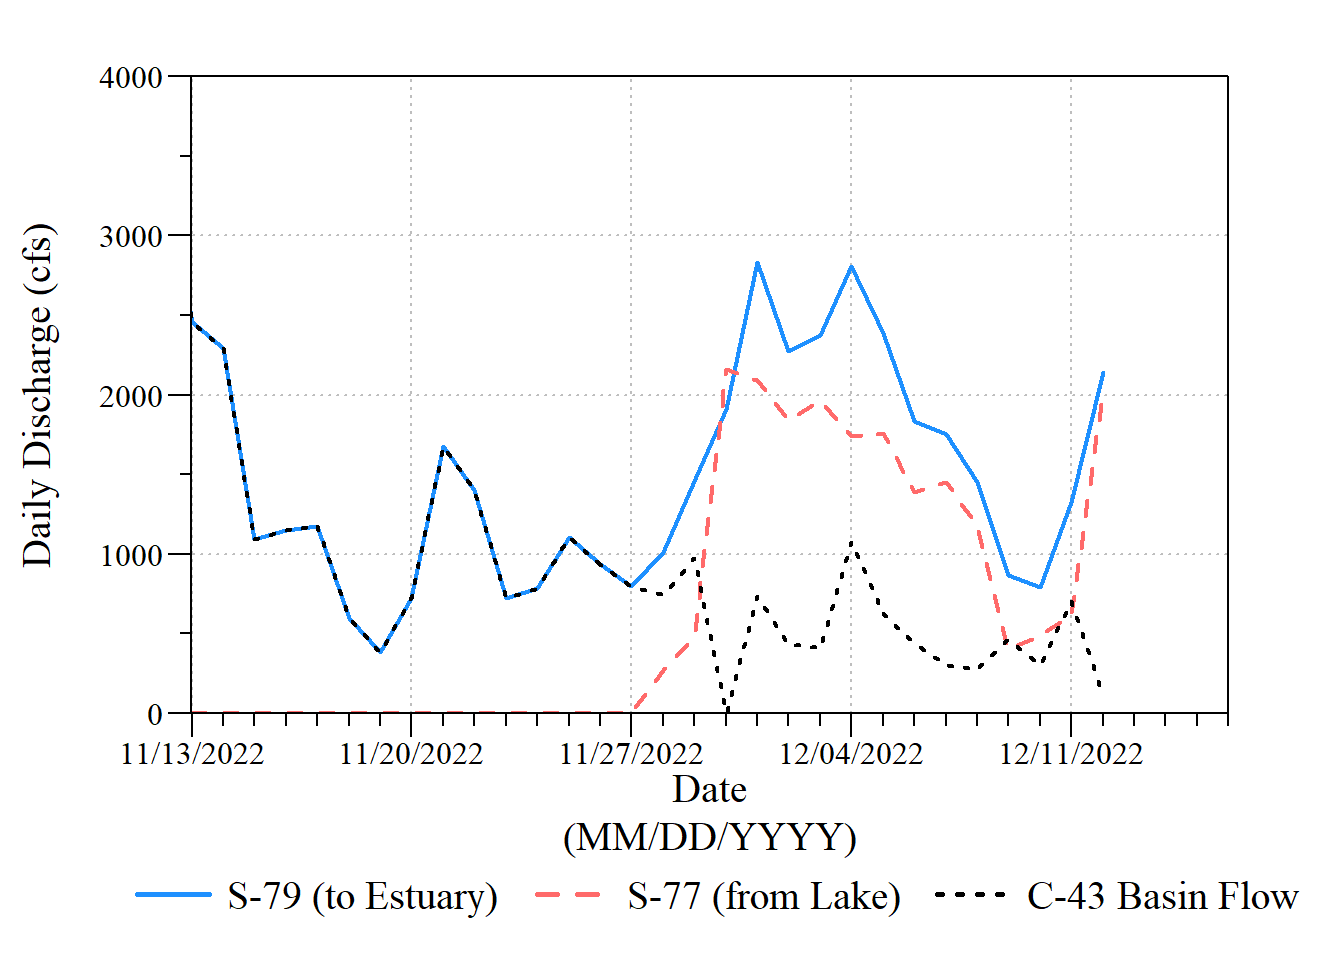 4000
3000
2000
1000
0
Daily Discharge (cfs)
11/13/2022 11/20/2022 11/27/2022 12/04/2022 12/11/2022
Date
(MM/DD/YYYY)
S-79 (to Estuary) S-77 (from Lake) C-43 Basin Flow